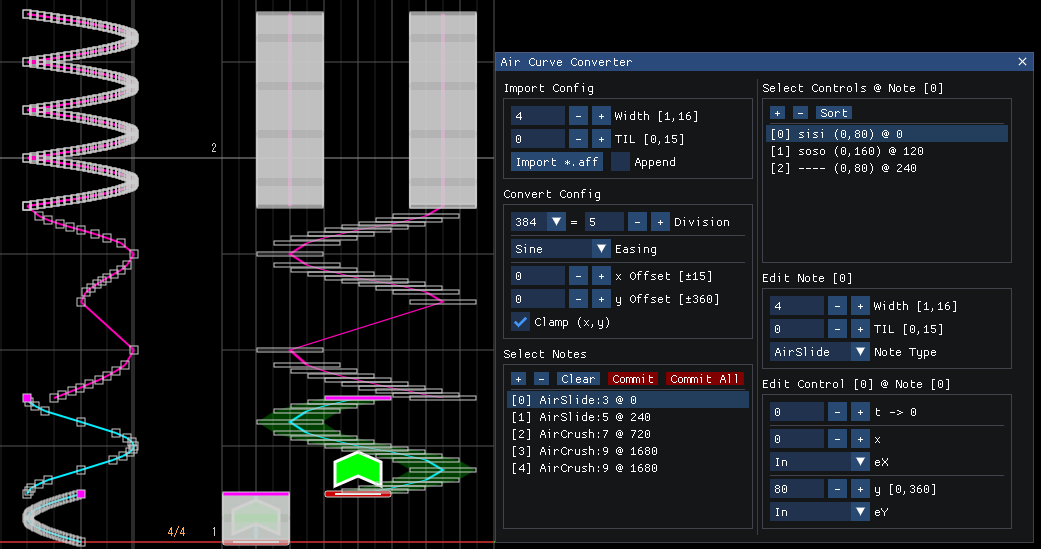 2
4/4 1
Air Curve Converter
Import Config
4 - + Width [1,16]
0 - + TIL [0,15]
Import *.aff Append
Convert Config
384 = 5 - + Division
Sine Easing
0 - + x Offset [±15]
0 - + y Offset [±360]
Clamp (x,y)
Select Notes
+ - Clear Commit Commit All
[0] AirSlide:3 @ 0
[1] AirSlide:5 @ 240
[2] AirCrush:7 @ 720
[3] AirCrush:9 @ 1680
[4] AirCrush:9 @ 1680
Select Controls @ Note [0]
+ - Sort
[0] sisi (0,80) @ 0
[1] soso (0,160) @ 120
[2] ---- (0,80) @ 240
Edit Note [0]
4 - + Width [1,16]
0 - + TIL [0,15]
AirSlide Note Type
Edit Control [0] @ Note [0]
0 - + t -> 0
0 - + x
In eX
80 - + y [0,360]
In eY